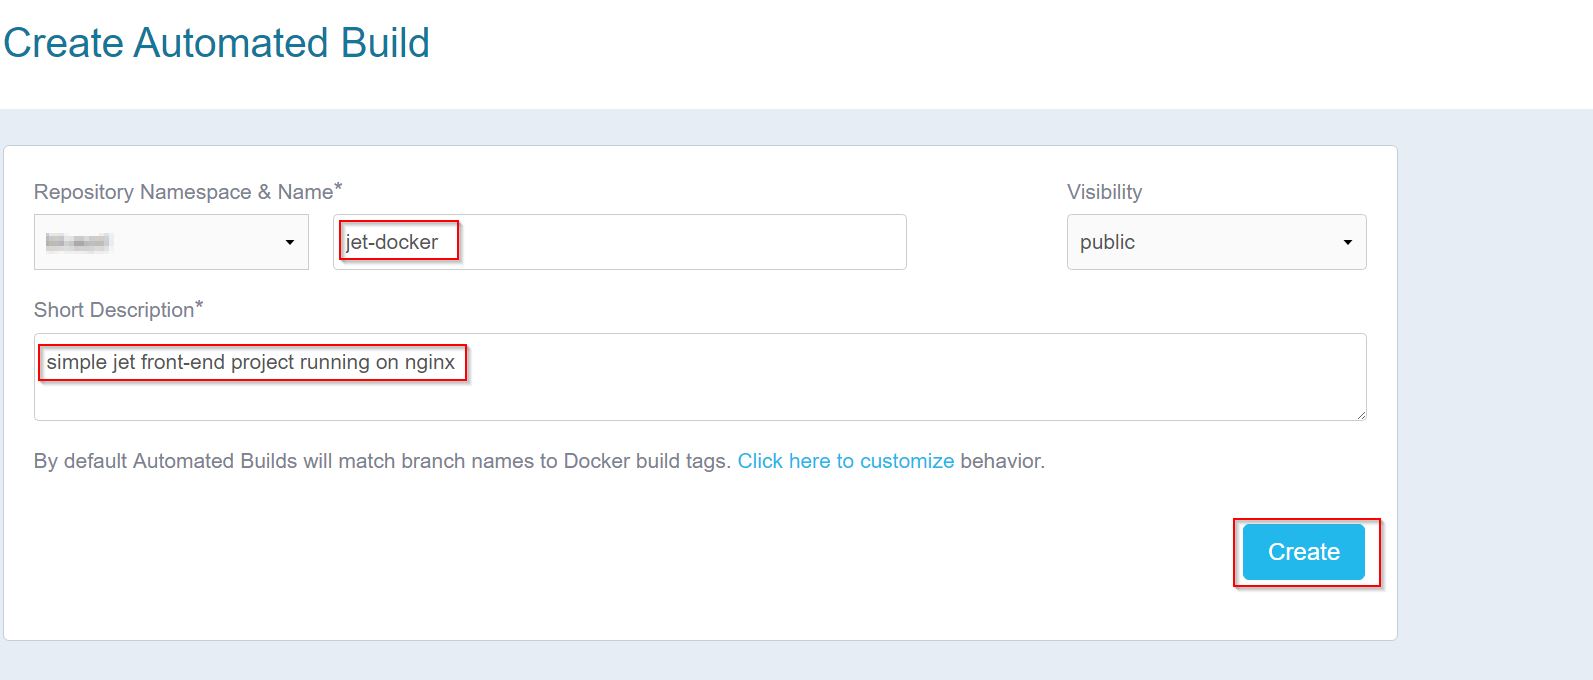 Create Automated Build
Repository Namespace & Name*
Visibility
jet-docker
public
Short Description*
simple jet front-end project running on nginx
By default Automated Builds will match branch names to Docker build tags. Click here to customize behavior.
Create